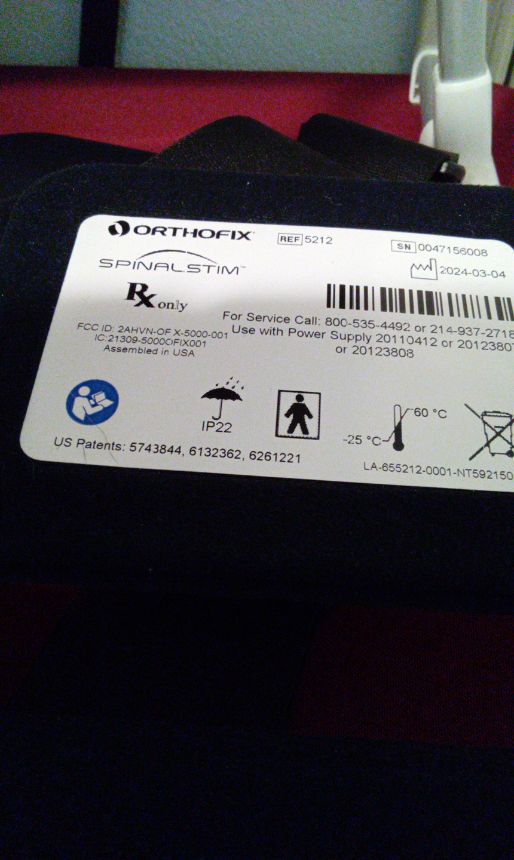 ORTHOFIX
REF 5212
SN 0047156008
SPINALSTIM™
2024-03-04
Rx only
For Service Call: 800-535-4492 or 214-937-2718
FCC ID: 2AHVN-OF X-5000-001
Use with Power Supply 20110412 or 20123807
IC:21309-5000OFIX001
or 20123808
Assembled in USA
IP22
60 °C
-25 °C
US Patents: 5743844, 6132362, 6261221
LA-655212-0001-NT592150